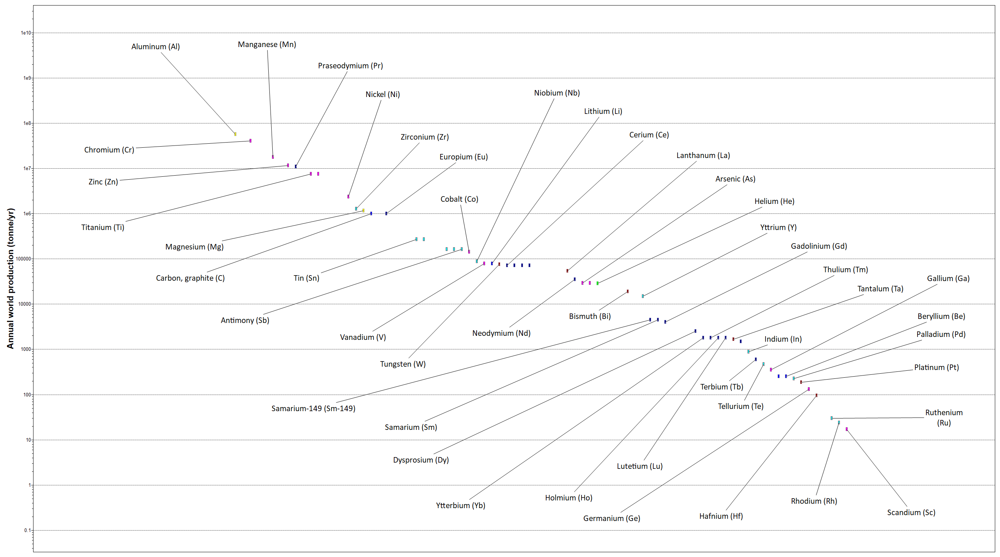 1e10
Aluminum (Al)
Manganese (Mn)
Praseodymium (Pr)
1e9
Nickel (Ni)
Niobium (Nb)
Lithium (Li)
1e8
Zirconium (Zr)
Cerium (Ce)
Chromium (Cr)
Europium (Eu)
Lanthanum (La)
1e7
Zinc (Zn)
Arsenic (As)
Cobalt (Co)
Helium (He)
1e6
Titanium (Ti)
Yttrium (Y)
Magnesium (Mg)
Gadolinium (Gd)
100000
Thulium (Tm)
Carbon, graphite (C)
Tin (Sn)
Gallium (Ga)
Annual world production (tonne/yr)
Tantalum (Ta)
10000
Antimony (Sb)
Bismuth (Bi)
Beryllium (Be)
Vanadium (V)
Neodymium (Nd)
Palladium (Pd)
Indium (In)
1000
Tungsten (W)
Platinum (Pt)
Terbium (Tb)
100
Samarium-149 (Sm-149)
Tellurium (Te)
Ruthenium
(Ru)
Samarium (Sm)
10
Dysprosium (Dy)
Lutetium (Lu)
1
Holmium (Ho)
Rhodium (Rh)
Ytterbium (Yb)
Scandium (Sc)
Germanium (Ge)
Hafnium (Hf)
0.1